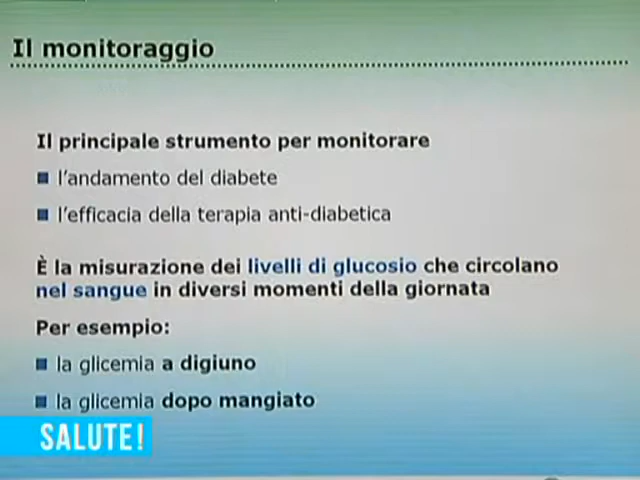 Il monitoraggio
Il principale strumento per monitorare
l'andamento del diabete
l'efficacia della terapia anti-diabetica
È la misurazione dei livelli di glucosio che circolano
nel sangue in diversi momenti della giornata
Per esempio:
la glicemia a digiuno
la glicemia dopo mangiato
SALUTE!